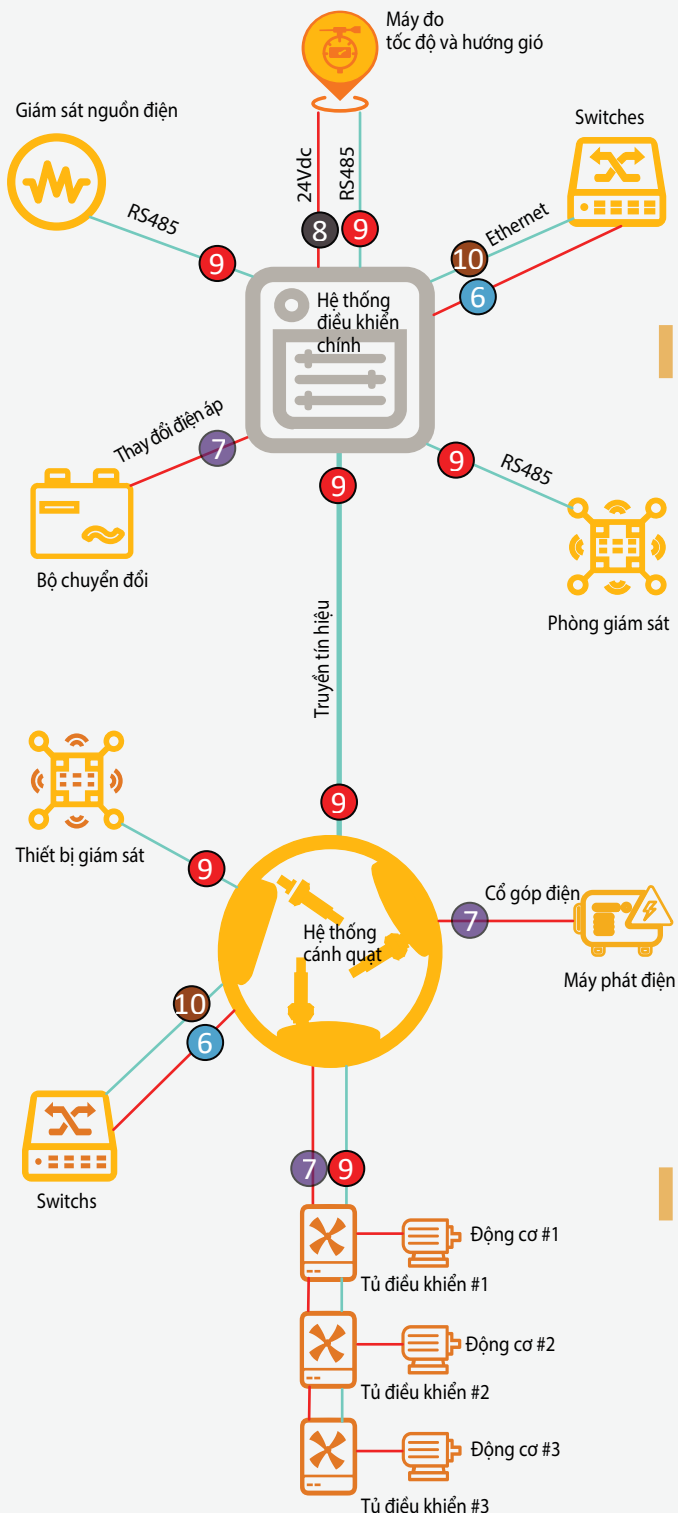 Máy đo
tốc độ và hướng gió
Giám sát nguồn điện
Switches
24Vdc
RS485
RS485
Ethernet
8
9
9
10
6
Hệ thống
điều khiển
chính
Thay đổi điện áp
7
9
RS485
9
Bộ chuyển đổi
Phòng giám sát
Truyền tín hiệu
9
Thiết bị giám sát
9
Cổ góp điện
7
Hệ thống
cánh quạt
Máy phát điện
10
6
Switchs
7
9
Động cơ #1
Tủ điều khiển #1
Động cơ #2
Tủ điều khiển #2
Động cơ #3
Tủ điều khiển #3